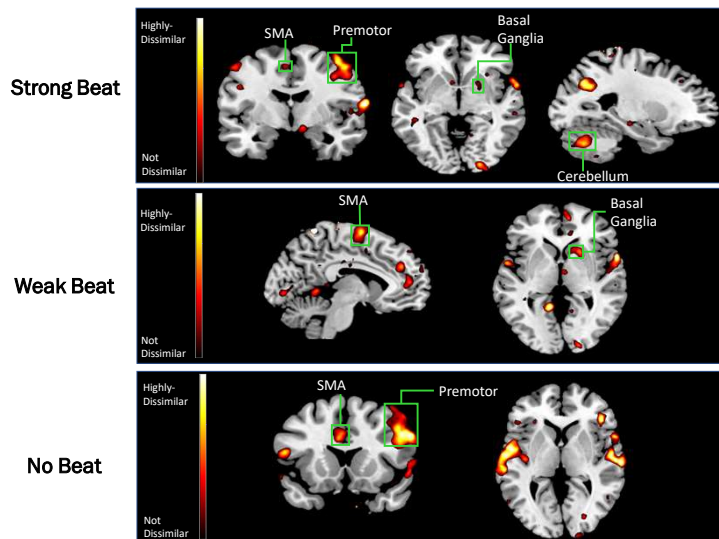 Strong Beat
Highly-
Dissimilar
Not
Dissimilar
SMA
Premotor
Basal
Ganglia
Cerebellum
Weak Beat
Highly-
Dissimilar
Not
Dissimilar
SMA
Basal
Ganglia
No Beat
Highly-
Dissimilar
Not
Dissimilar
SMA
Premotor